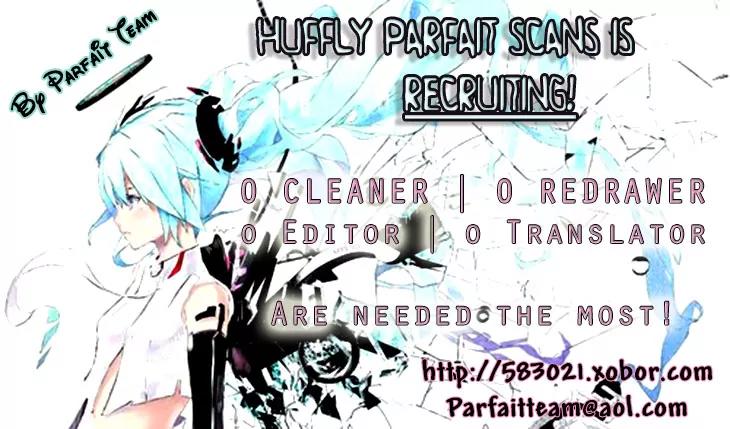 By Parfait Team
HUFFLY PARFAIT SCANS IS
RECRUITING!
O CLEANER | O REDRAWER
O EDITOR | O TRANSLATOR
ARE NEEDED THE MOST!
http://583021.xobor.com
Parfaitteam@aol.com